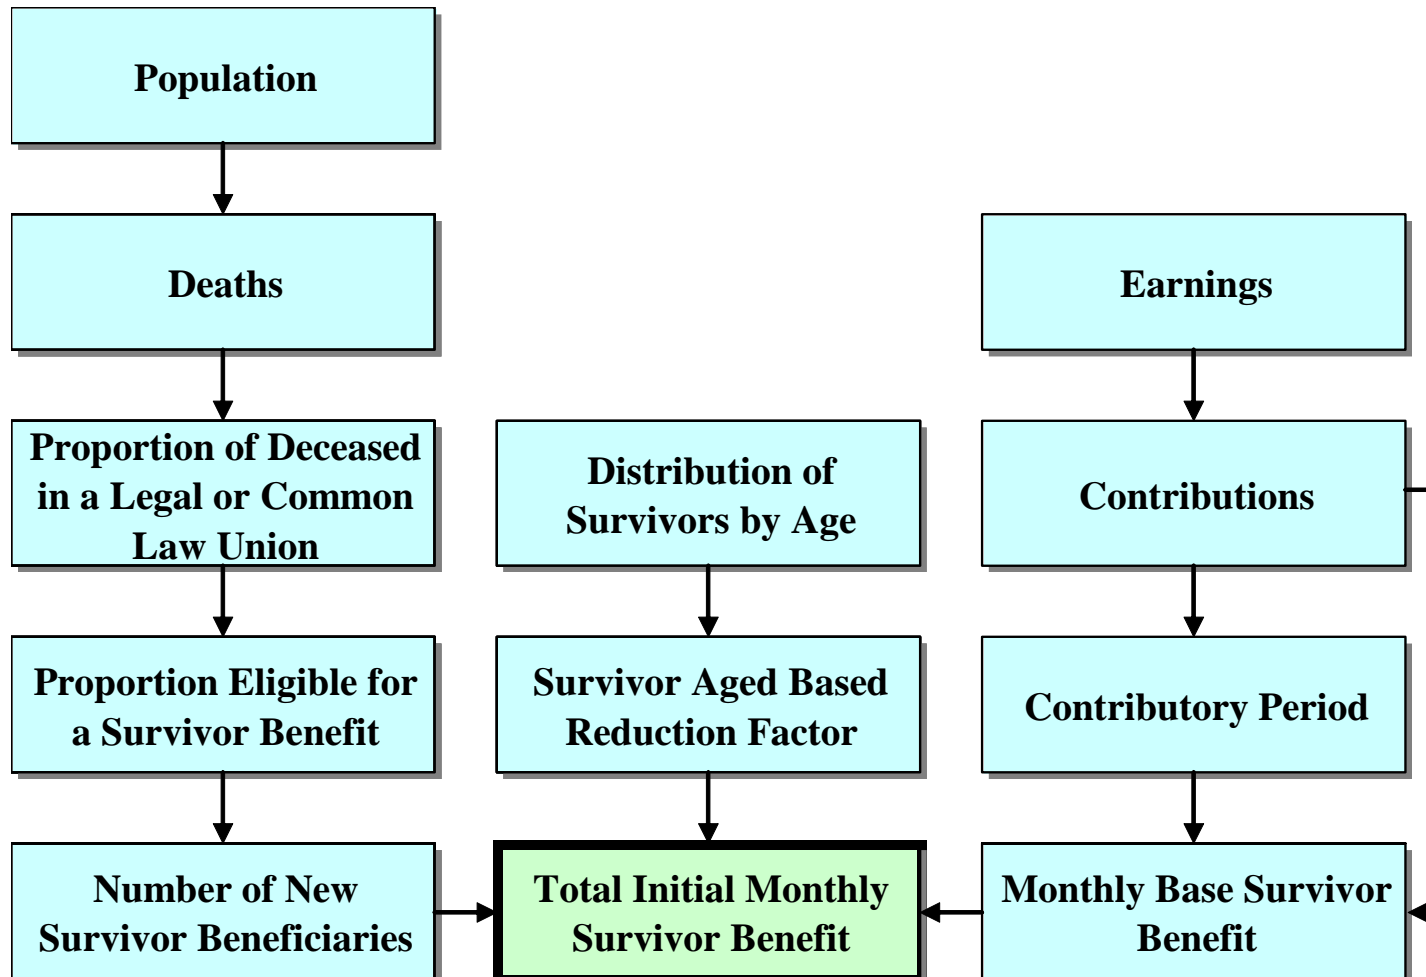 Population
Deaths
Earnings
Proportion of Deceased
in a Legal or Common
Law Union
Distribution of
Survivors by Age
Contributions
Proportion Eligible for
a Survivor Benefit
Survivor Aged Based
Reduction Factor
Contributory Period
Number of New
Survivor Beneficiaries
Total Initial Monthly
Survivor Benefit
Monthly Base Survivor
Benefit